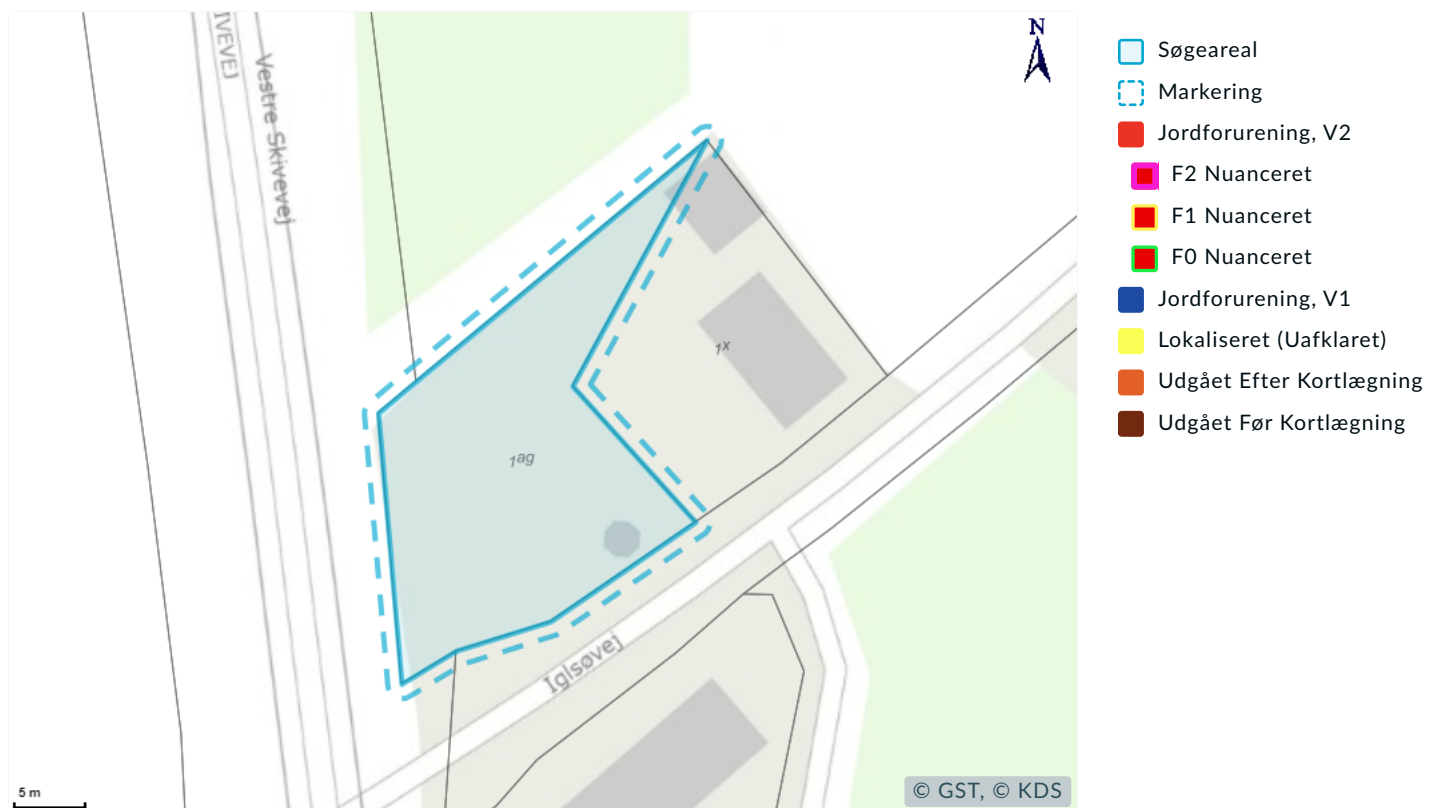 IVEVEJ
Vestre Skivevej
N
1x
1ag
Iglsøvej
5 m
© GST, © KDS
Søgeareal
Markering
Jordforurening, V2
F2 Nuanceret
F1 Nuanceret
F0 Nuanceret
Jordforurening, V1
Lokaliseret (Uafklaret)
Udgået Efter Kortlægning
Udgået Før Kortlægning